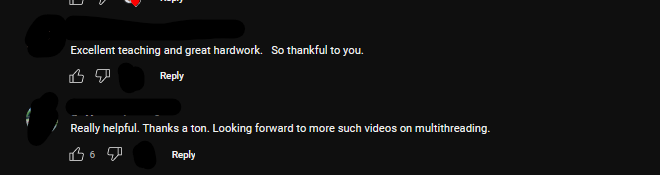 Reply
Excellent teaching and great hardwork. So thankful to you.
Reply
Really helpful. Thanks a ton. Looking forward to more such videos on multithreading.
6 Reply